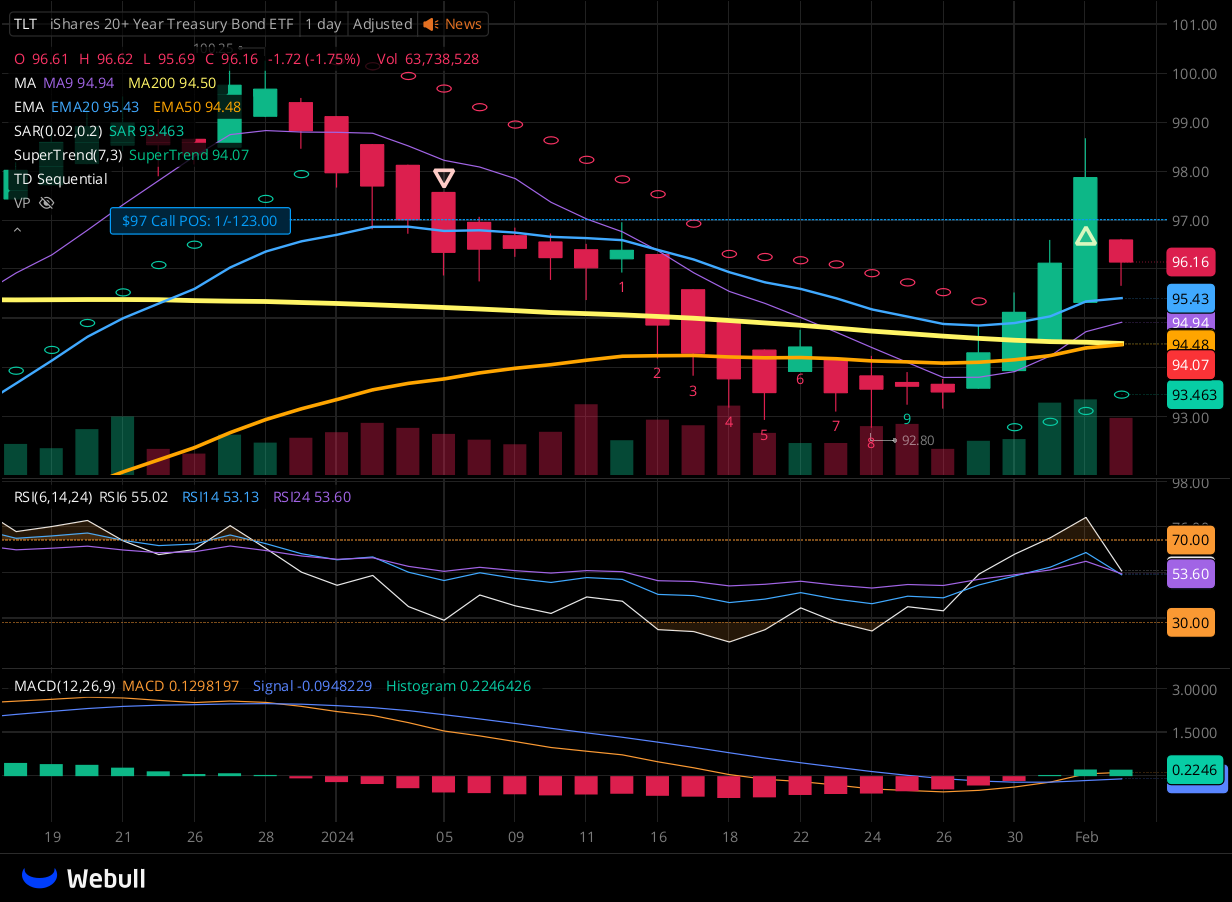 TLT iShares 20+ Year Treasury Bond ETF 1 day Adjusted News
101.00
O 96.61 H 96.62 L 95.69 C 96.16 -1.72 (-1.75%) Vol 63,738,528
100.00
MA MA9 94.94 MA200 94.50
EMA EMA20 95.43 EMA50 94.48
99.00
SAR(0.02,0.2) SAR 93.463
SuperTrend(7,3) SuperTrend 94.07
98.00
TD Sequential
VP
$97 Call POS: 1/-123.00
97.00
96.16
1
95.43
94.94
94.48
94.07
2
6
3
93.463
93.00
4
5
7
8
9
92.80
98.00
RSI(6,14,24) RSI6 55.02 RSI14 53.13 RSI24 53.60
70.00
53.60
30.00
MACD(12,26,9) MACD 0.1298197 Signal -0.0948229 Histogram 0.2246426
3.0000
1.5000
0.2246
19 21 26 28 2024 05 09 11 16 18 22 24 26 30 Feb
Webull